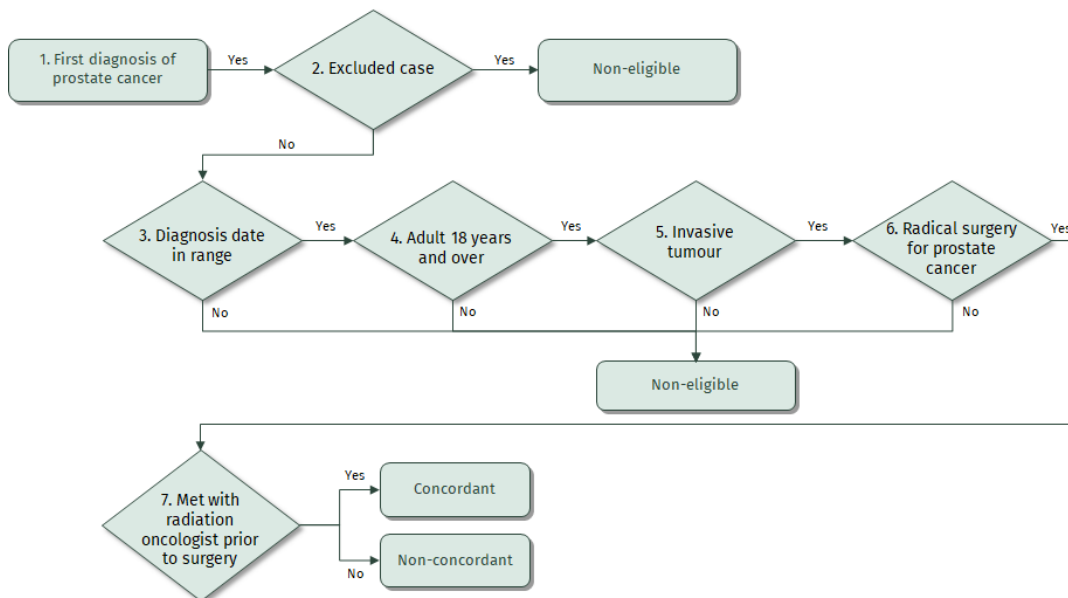 1. First diagnosis of
prostate cancer
Yes
2. Excluded case
Yes
Non-eligible
No
3. Diagnosis date
in range
Yes
4. Adult 18 years
and over
Yes
5. Invasive
tumour
Yes
6. Radical surgery
for prostate
cancer
Yes
No
No
No
No
Non-eligible
7. Met with
radiation
oncologist prior
to surgery
Yes
Concordant
No
Non-concordant